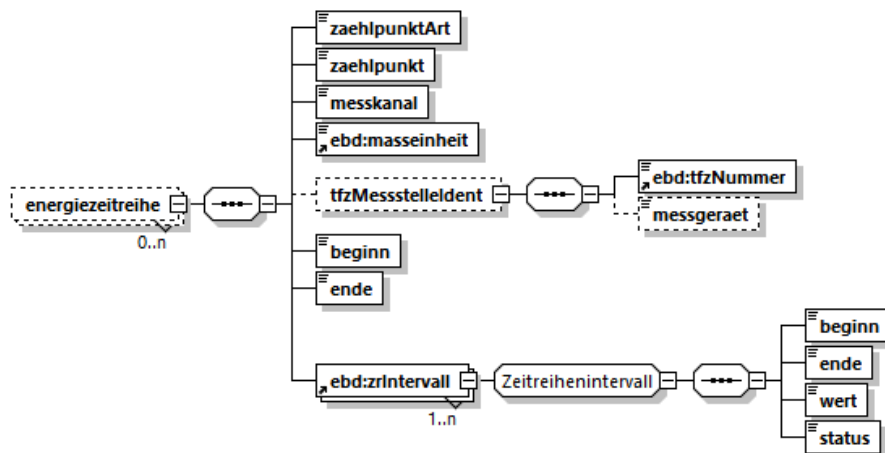 zaehlpunktArt
zaehlpunkt
messkanal
ebd:masseinheit
energiezeitreihe
0..n
tfzMessstelleIdent
ebd:tfzNummer
messgeraet
beginn
ende
ebd:zrIntervall
1..n
Zeitreihenintervall
beginn
ende
wert
status